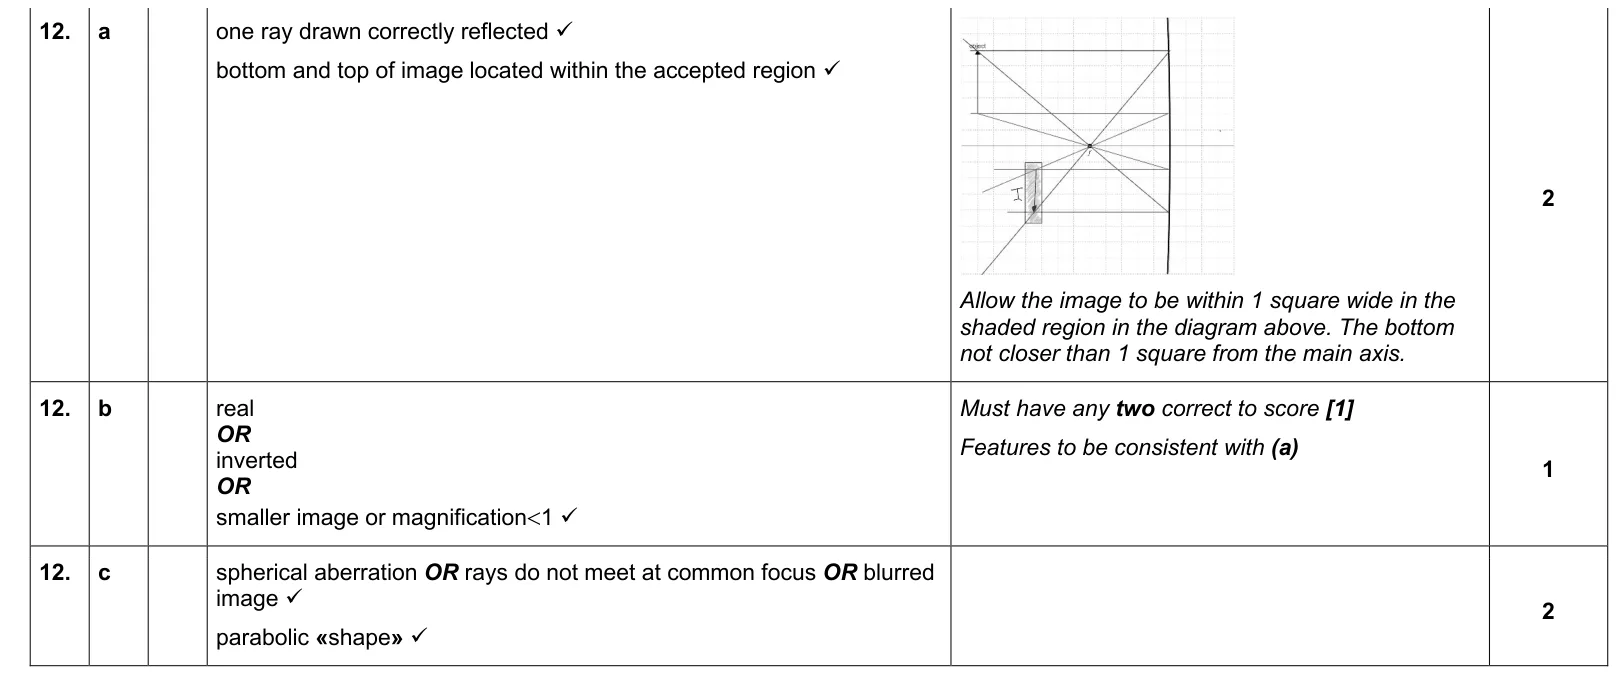 12.
a
one ray drawn correctly reflected ✓
bottom and top of image located within the accepted region ✓
object
f
I
Allow the image to be within 1 square wide in the
shaded region in the diagram above. The bottom
not closer than 1 square from the main axis.
2
12.
b
real
OR
inverted
OR
smaller image or magnification<1 ✓
Must have any two correct to score [1]
Features to be consistent with (a)
1
12.
c
spherical aberration OR rays do not meet at common focus OR blurred
image ✓
parabolic «shape» ✓
2